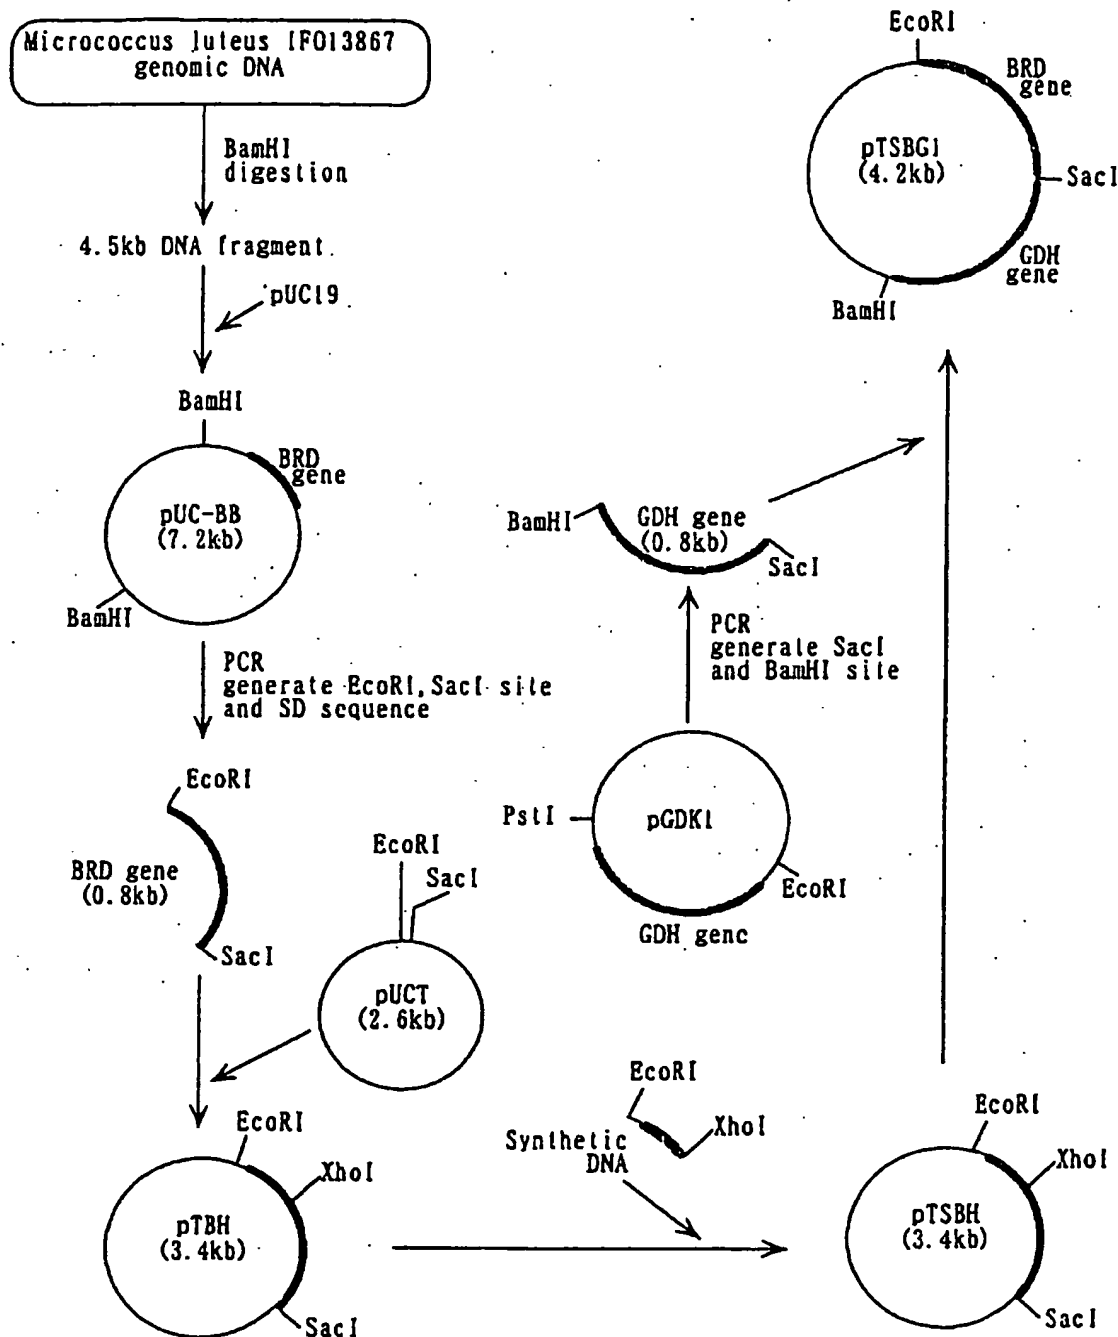 Micrococcus luteus IFO13867
genomic DNA
BamHI
digestion
4.5kb DNA fragment
pUC19
BamHI
BRD
gene
pUC-BB
(7.2kb)
BamHI
PCR
generate EcoRI, SacI site
and SD sequence
EcoRI
BRD gene
(0.8kb)
SacI
EcoRI
SacI
pUCT
(2.6kb)
EcoRI
XhoI
pTBH
(3.4kb)
SacI
EcoRI
XhoI
Synthetic
DNA
EcoRI
XhoI
pTSBH
(3.4kb)
SacI
PstI
pGDK1
EcoRI
GDH gene
PCR
generate SacI
and BamHI site
BamHI
GDH gene
(0.8kb)
SacI
EcoRI
BRD
gene
pTSBG1
(4.2kb)
SacI
GDH
gene
BamHI